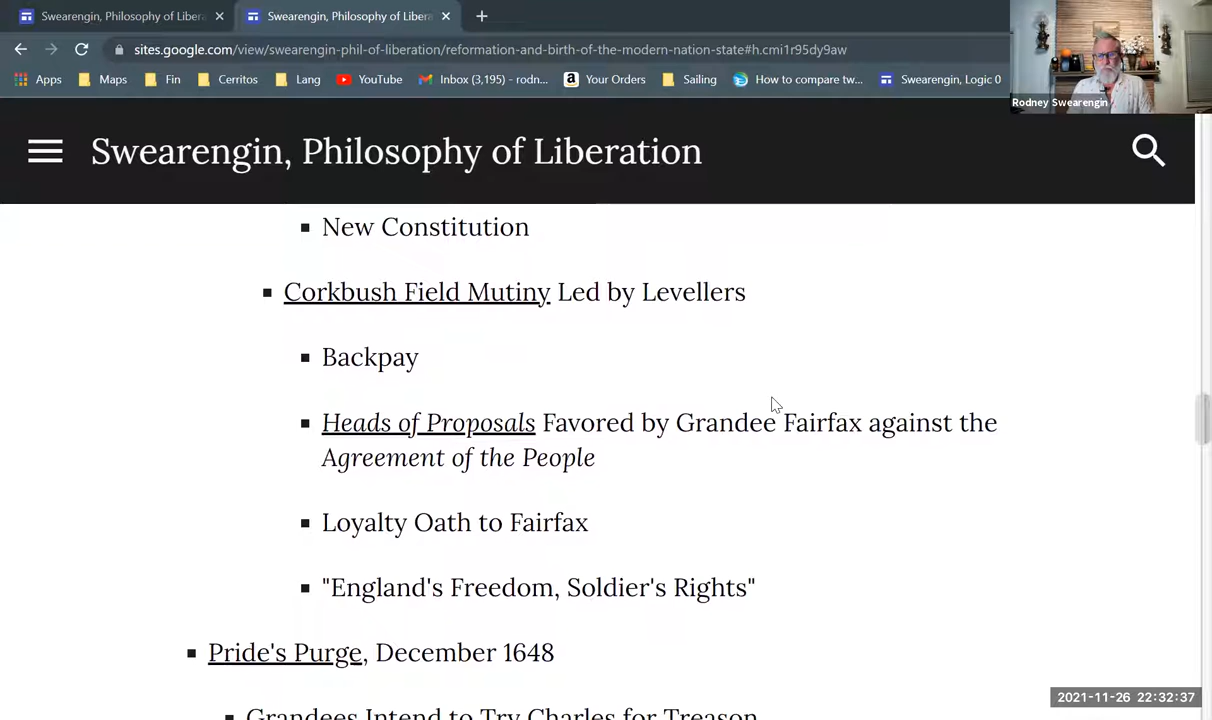 Swearengin, Philosophy of Libera
Swearengin, Philosophy of Libera
sites.google.com/view/swearengin-phil-of-liberation/reformation-and-birth-of-the-modern-nation-state#h.cmi1r95dy9aw
Apps Maps Fin Cerritos Lang YouTube Inbox (3,195) - rodn... Your Orders Sailing How to compare tw... Swearengin, Logic 0
Rodney Swearengin
Swearengin, Philosophy of Liberation
New Constitution
Corkbush Field Mutiny Led by Levellers
Backpay
Heads of Proposals Favored by Grandee Fairfax against the
Agreement of the People
Loyalty Oath to Fairfax
"England's Freedom, Soldier's Rights"
Pride's Purge, December 1648
Grandees Intend to Try Charles for Treason
2021-11-26 22:32:37